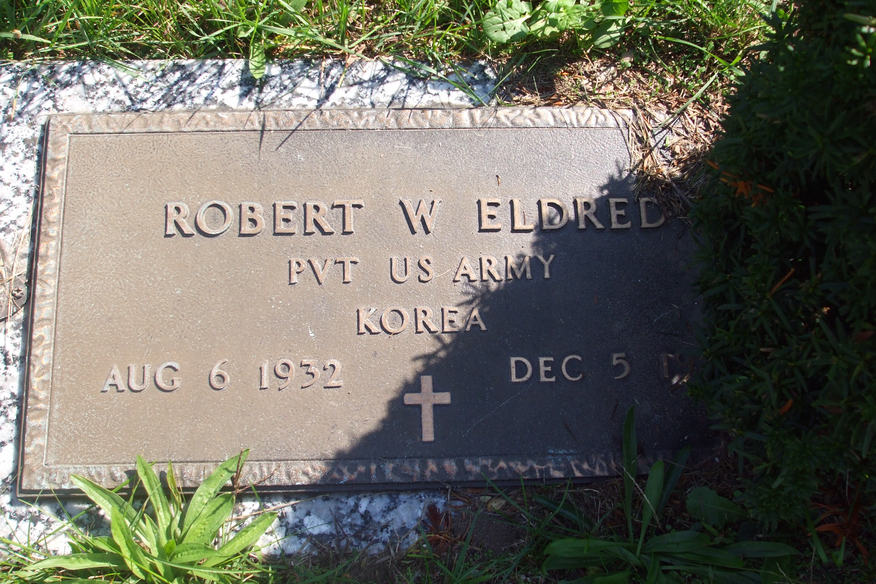 ROBERT W ELDRED
PVT US ARMY
KOREA
AUG 6 1932 DEC 5